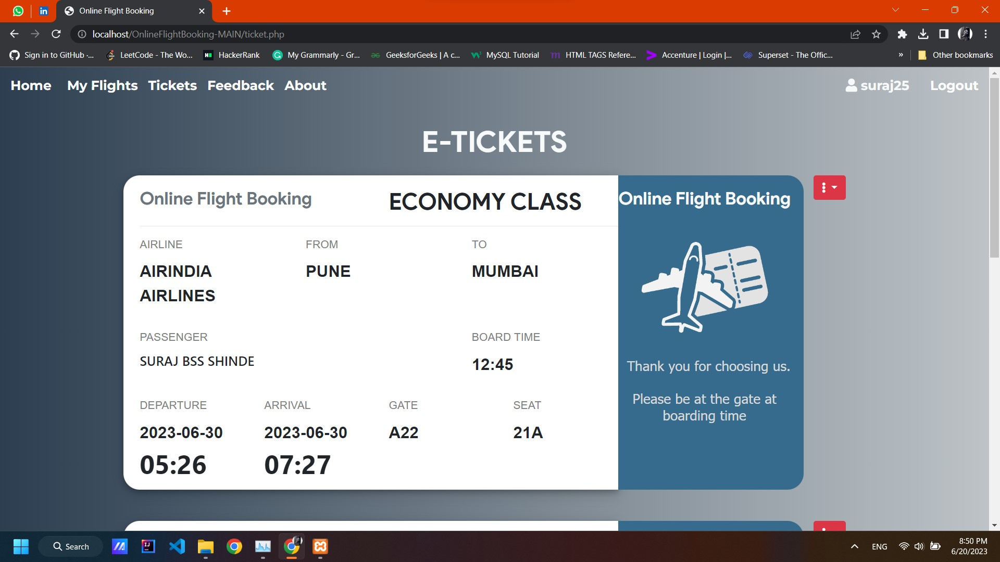 Online Flight Booking
localhost/OnlineFlightBooking-MAIN/ticket.php
Sign in to GitHub ·... LeetCode - The Wo... HackerRank My Grammarly - Gr... GeeksforGeeks | A c... MySQL Tutorial HTML TAGS Refere... Accenture | Login |... Superset - The Offic... » Other bookmarks
Home My Flights Tickets Feedback About suraj25 Logout
E-TICKETS
Online Flight Booking ECONOMY CLASS
AIRLINE FROM TO
AIRINDIA PUNE MUMBAI
AIRLINES
PASSENGER BOARD TIME
SURAJ BSS SHINDE 12:45
DEPARTURE ARRIVAL GATE SEAT
2023-06-30 2023-06-30 A22 21A
05:26 07:27
Online Flight Booking
Thank you for choosing us.
Please be at the gate at
boarding time
Search
ENG
8:50 PM
6/20/2023